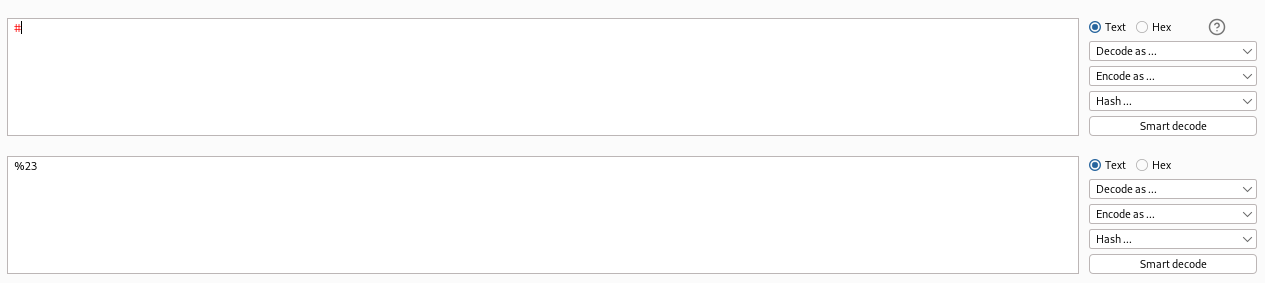 #
Text Hex ?
Decode as ...
Encode as ...
Hash ...
Smart decode
%23
Text Hex
Decode as ...
Encode as ...
Hash ...
Smart decode